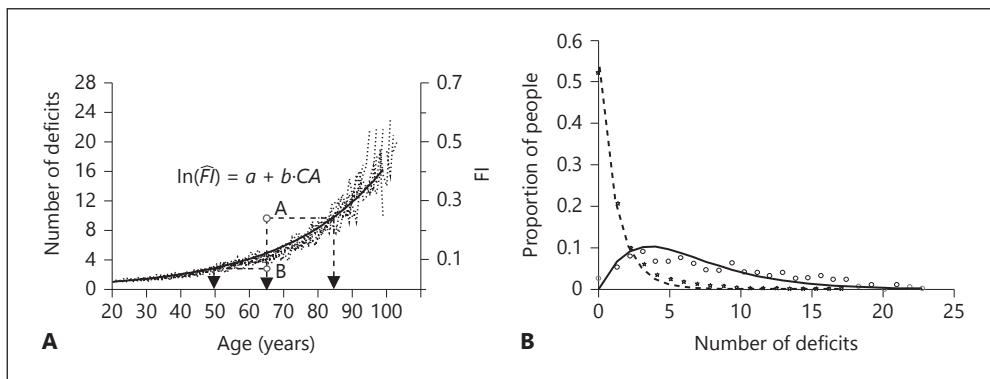 28
24
20
16
12
8
4
0
Number of deficits
20 30 40 50 60 70 80 90 100
Age (years)
0.7
0.5
0.3
0.1
FI
ln(F̂I) = a + b·CA
A
B
A
0.6
0.5
0.4
0.3
0.2
0.1
0
Proportion of people
0 5 10 15 20 25
Number of deficits
B